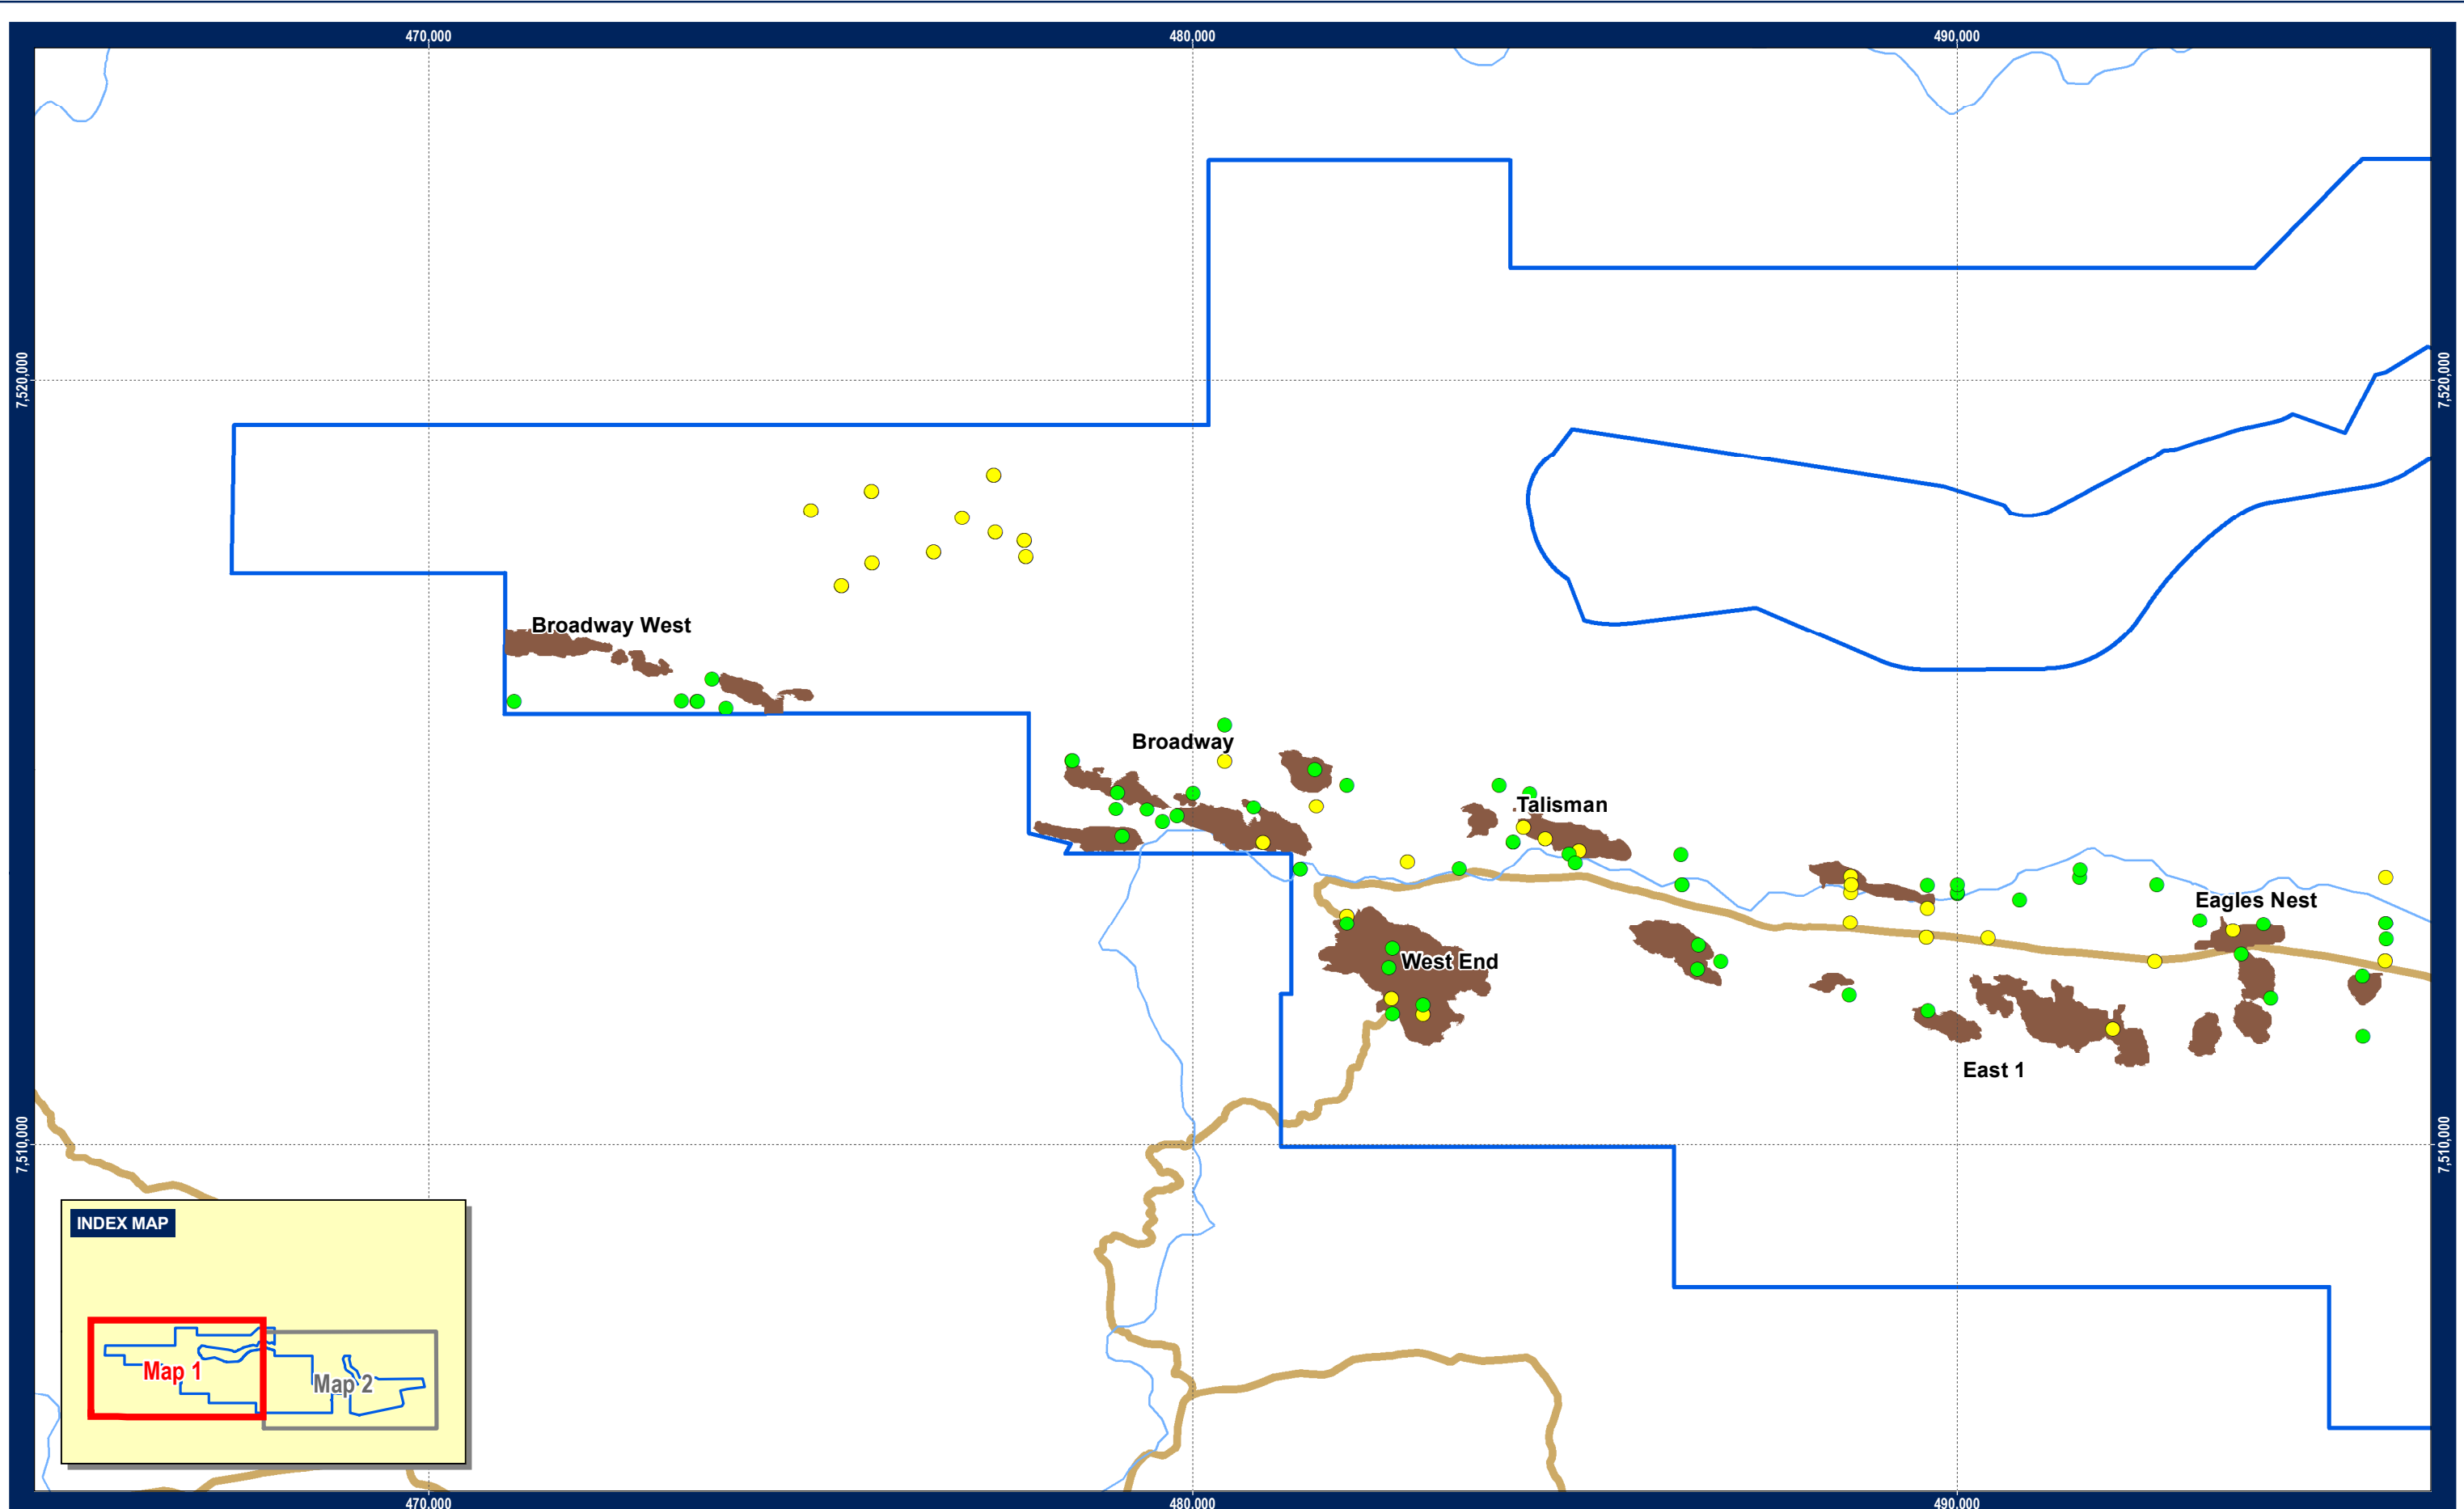 470,000
480,000
490,000
7,520,000
7,520,000
Broadway West
Broadway
Talisman
Eagles Nest
West End
East 1
7,510,000
7,510,000
INDEX MAP
Map 1
Map 2
470,000
480,000
490,000